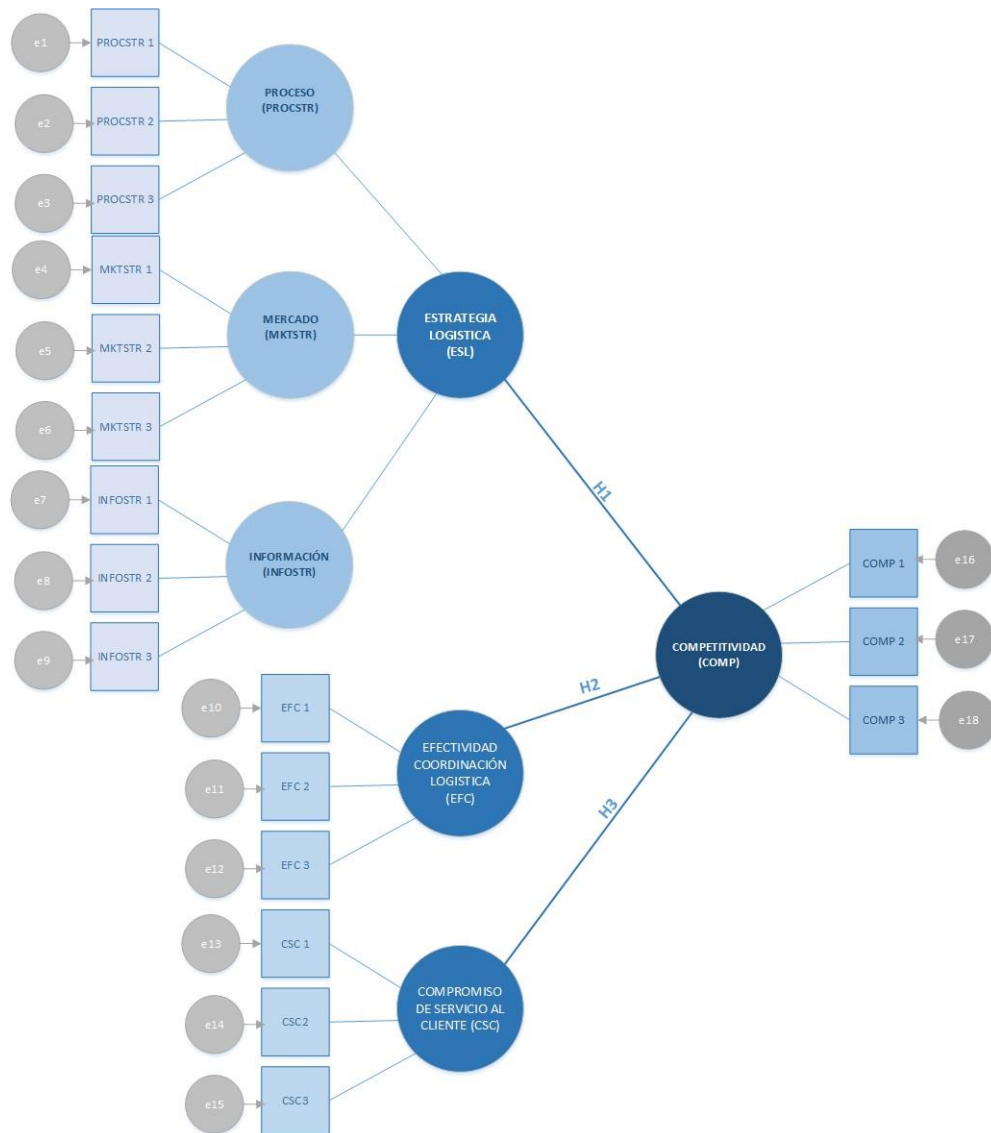 e1
PROCSTR 1
e2
PROCSTR 2
e3
PROCSTR 3
PROCESO
(PROCSTR)
e4
MKTSTR 1
e5
MKTSTR 2
e6
MKTSTR 3
MERCADO
(MKTSTR)
ESTRATEGIA
LOGISTICA
(ESL)
e7
INFOSTR 1
e8
INFOSTR 2
e9
INFOSTR 3
INFORMACIÓN
(INFOSTR)
H1
COMPETITIVIDAD
(COMP)
COMP 1
e16
COMP 2
e17
COMP 3
e18
H2
e10
EFC 1
e11
EFC 2
e12
EFC 3
EFECTIVIDAD
COORDINACIÓN
LOGISTICA
(EFC)
H3
e13
CSC 1
e14
CSC2
e15
CSC3
COMPROMISO
DE SERVICIO AL
CLIENTE (CSC)